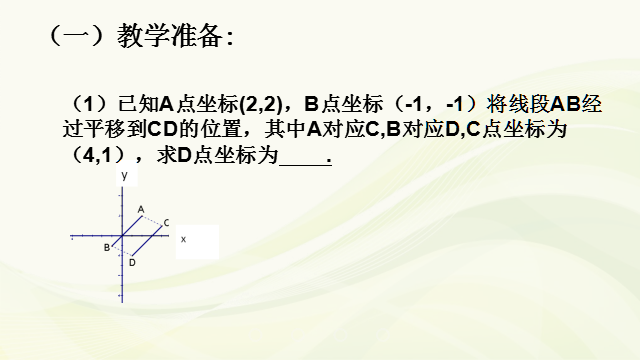 （一）教学准备:
（1）已知A点坐标(2,2)，B点坐标（-1，-1）将线段AB经
过平移到CD的位置，其中A对应C,B对应D,C点坐标为
（4,1），求D点坐标为____.
y
A
C
x
B
D